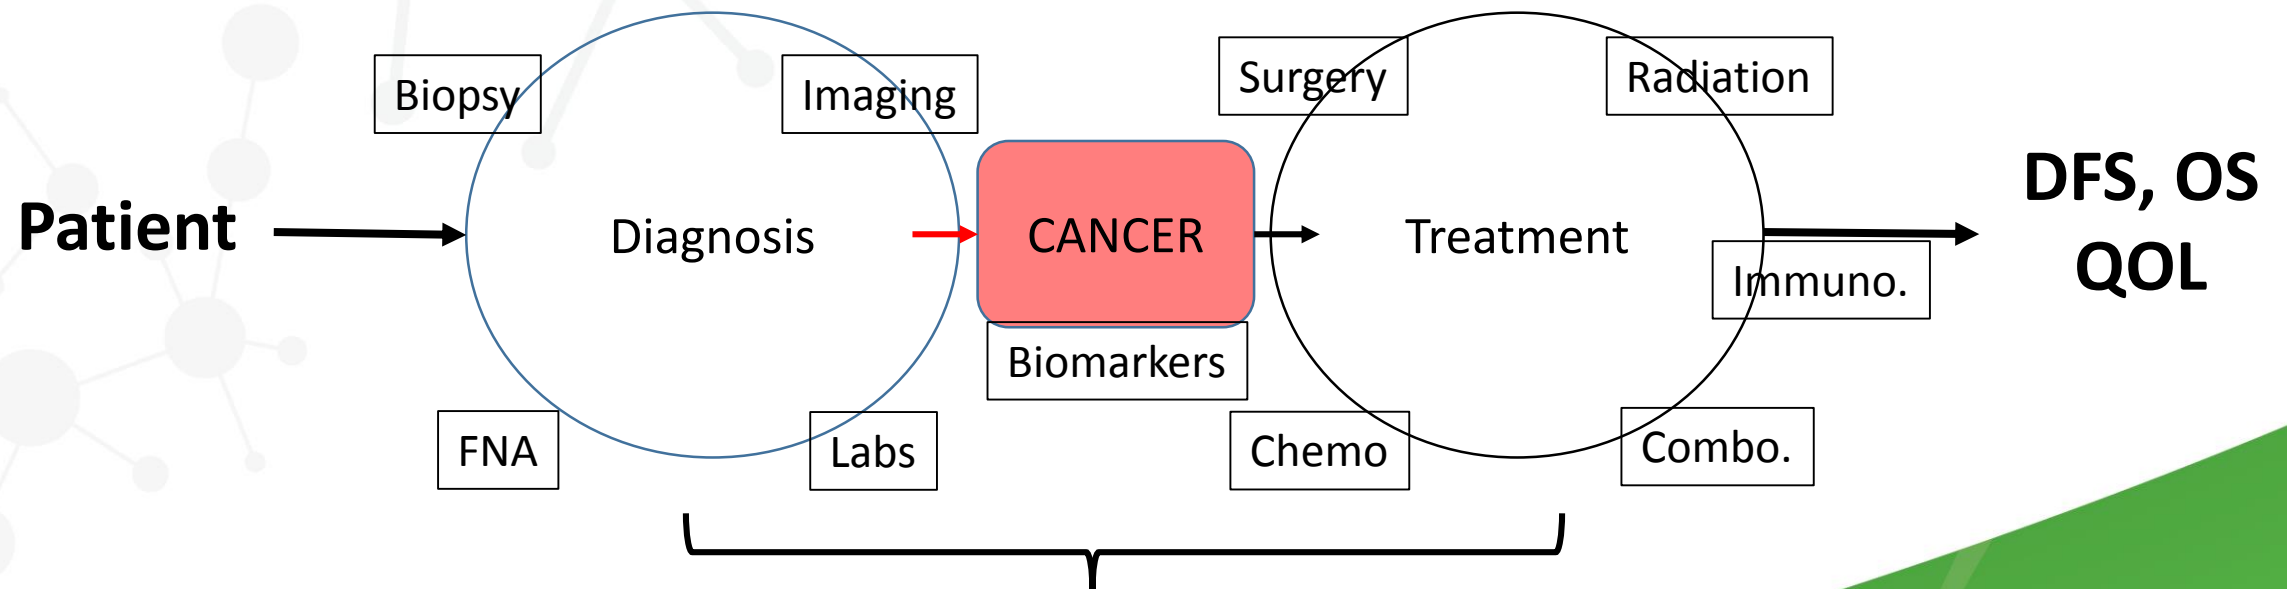 Patient
Biopsy
Imaging
Diagnosis
FNA
Labs
CANCER
Biomarkers
Surgery
Radiation
Treatment
Immuno.
Chemo
Combo.
DFS, OS
QOL